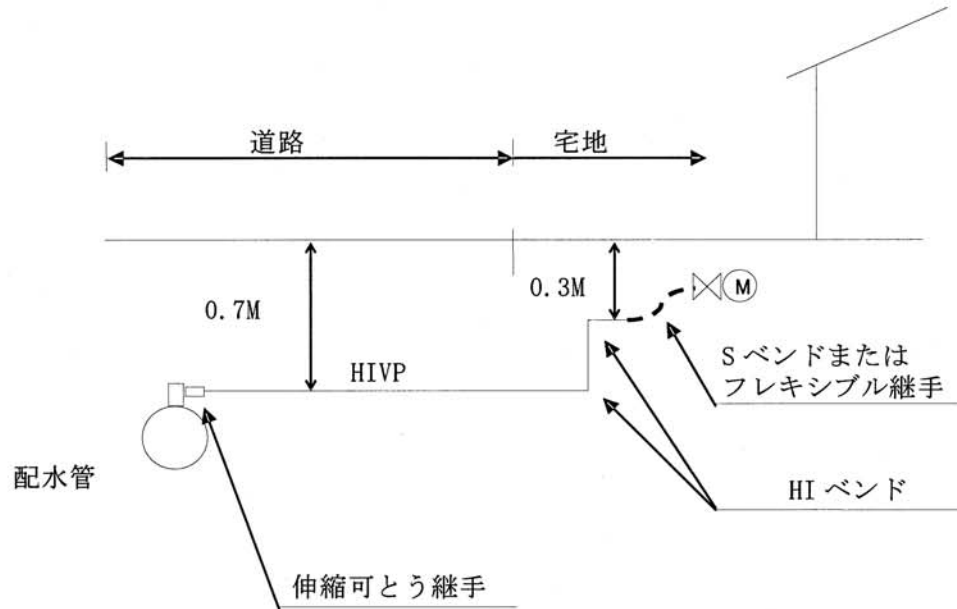 道路
宅地
0.7M
0.3M
M
Sベンドまたは
フレキシブル継手
HIVP
配水管
HIベンド
伸縮可とう継手